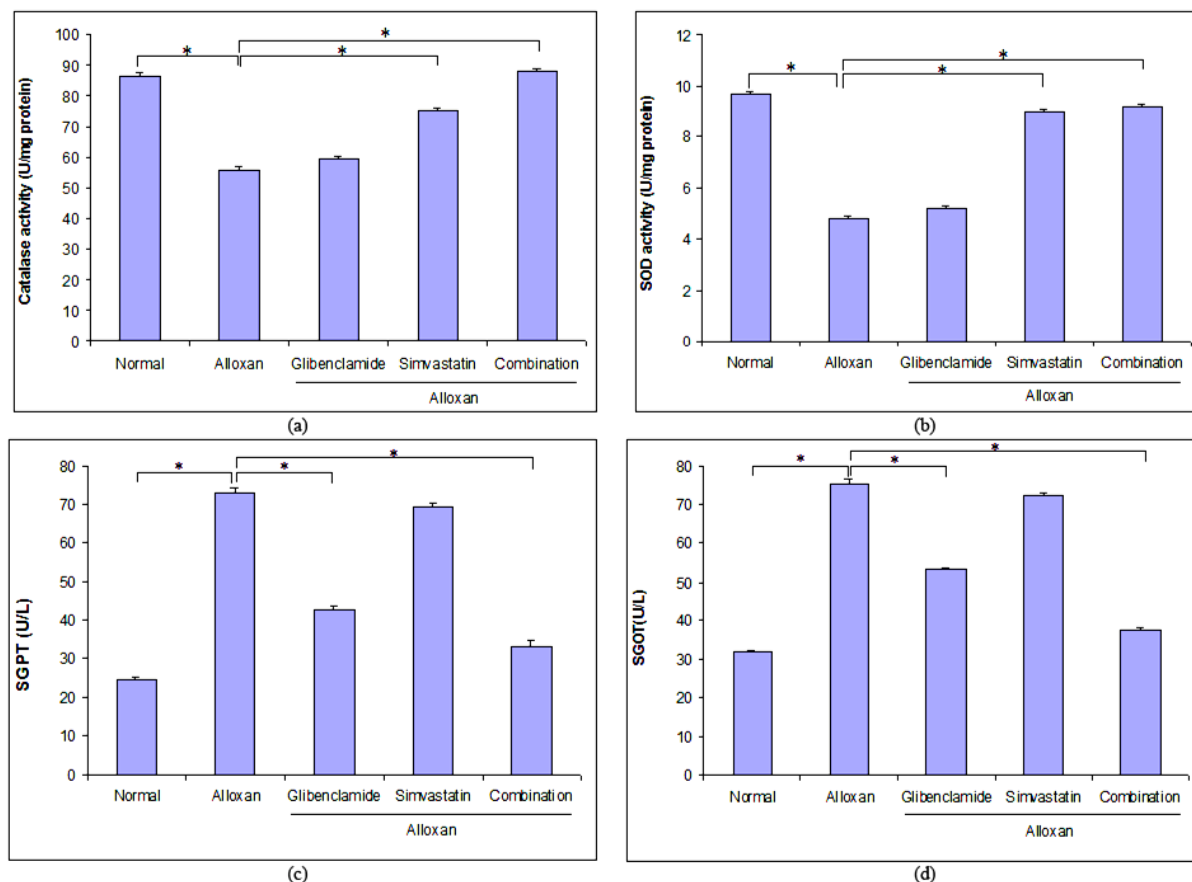 Catalase activity (U/mg protein)
100
90
80
70
60
50
40
30
20
10
0
* * *
Normal Alloxan Glibenclamide Simvastatin Combination
Alloxan
(a)
SOD activity (U/mg protein)
12
10
8
6
4
2
0
* * *
Normal Alloxan Glibenclamide Simvastatin Combination
Alloxan
(b)
SGPT (U/L)
80
70
60
50
40
30
20
10
0
* * *
Normal Alloxan Glibenclamide Simvastatin Combination
Alloxan
(c)
SGOT(U/L)
80
70
60
50
40
30
20
10
0
* * *
Normal Alloxan Glibenclamide Simvastatin Combination
Alloxan
(d)